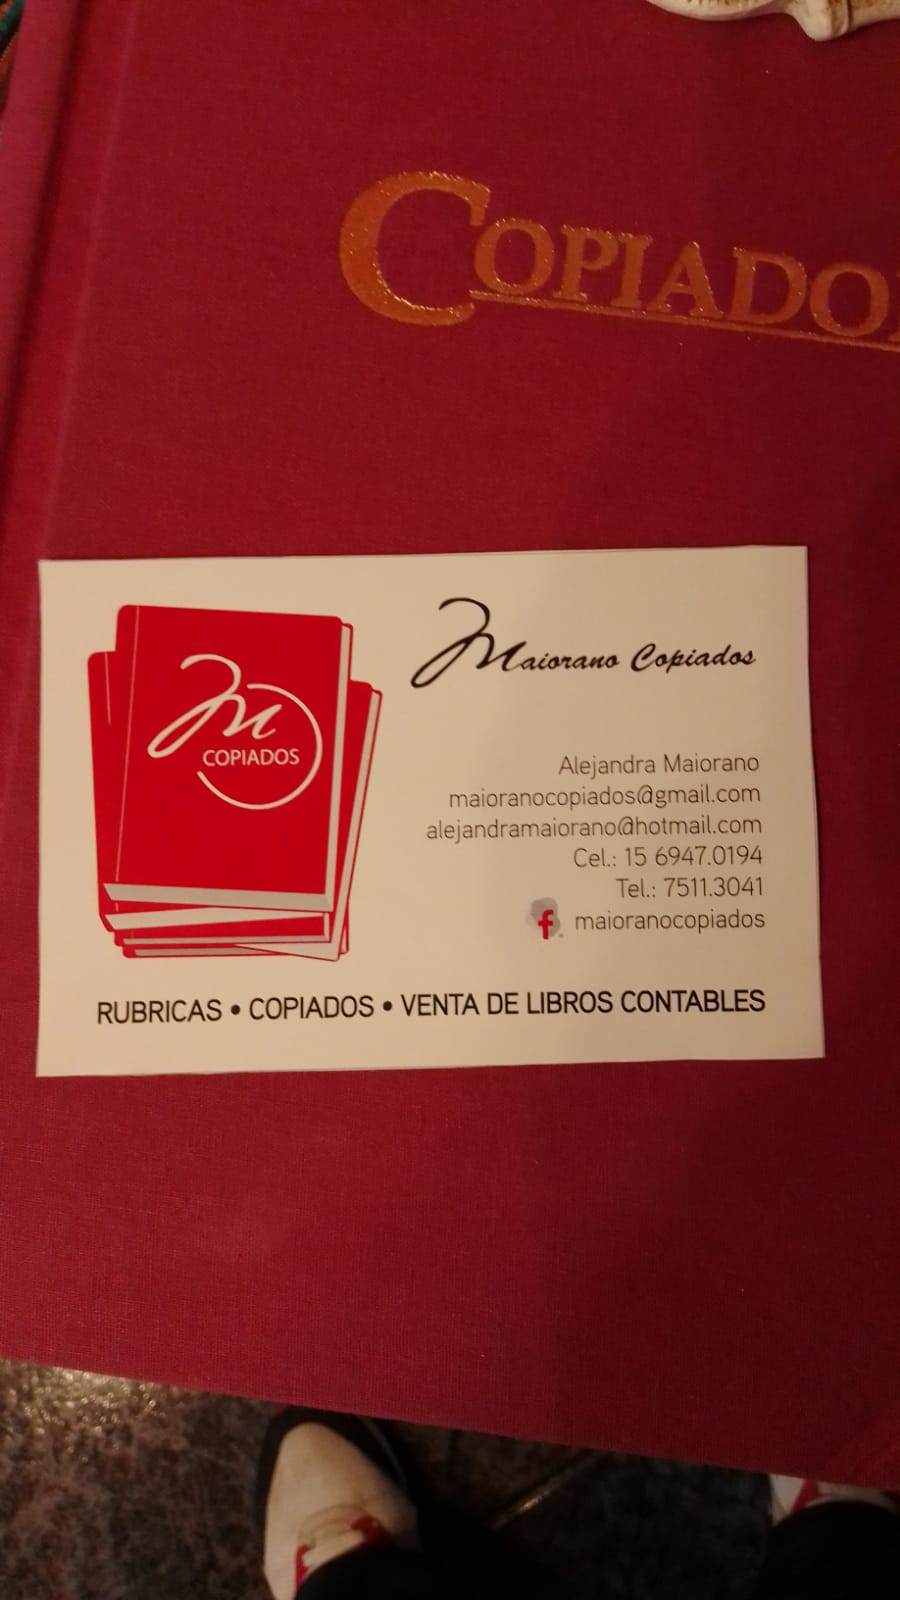 COPIADO
M
COPIADOS
Maiorano Copiados
Alejandra Maiorano
maioranocopiados@gmail.com
alejandramaiorano@hotmail.com
Cel.: 15 6947.0194
Tel.: 7511.3041
f maioranocopiados
RUBRICAS • COPIADOS • VENTA DE LIBROS CONTABLES